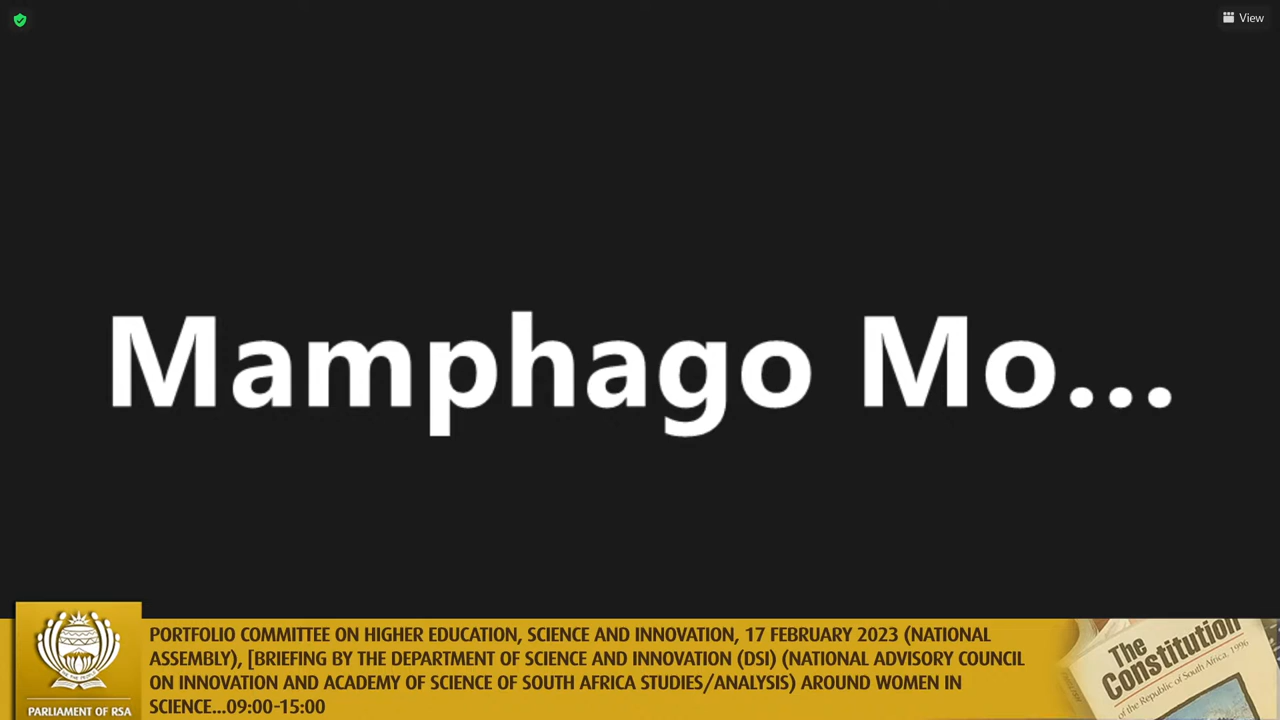 View
Mamphago Mo...
PORTFOLIO COMMITTEE ON HIGHER EDUCATION, SCIENCE AND INNOVATION, 17 FEBRUARY 2023 (NATIONAL
ASSEMBLY), [BRIEFING BY THE DEPARTMENT OF SCIENCE AND INNOVATION (DSI) (NATIONAL ADVISORY COUNCIL
ON INNOVATION AND ACADEMY OF SCIENCE OF SOUTH AFRICA STUDIES/ANALYSIS) AROUND WOMEN IN
SCIENCE...09:00-15:00
PARLIAMENT OF RSA
The
Constitution
of the Republic of South Africa, 1996